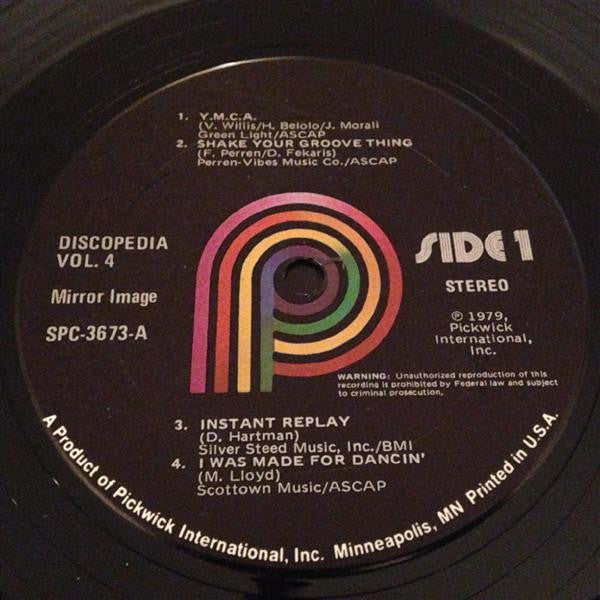 1. Y.M.C.A.
(V. Willis/H. Belolo/J. Morali
Green Light/ASCAP
2. SHAKE YOUR GROOVE THING
(F. Perren/D. Fekaris)
Perren-Vibes Music Co./ASCAP
DISCOPEDIA
VOL. 4
Mirror Image
SPC-3673-A
SIDE 1
STEREO
℗ 1979,
Pickwick
International,
Inc.
WARNING: Unauthorized reproduction of this
recording is prohibited by Federal law and subject
to criminal prosecution.
3. INSTANT REPLAY
(D. Hartman)
Silver Steed Music, Inc./BMI
4. I WAS MADE FOR DANCIN'
(M. Lloyd)
Scottown Music/ASCAP
A Product of Pickwick International, Inc. Minneapolis, MN Printed in U.S.A.